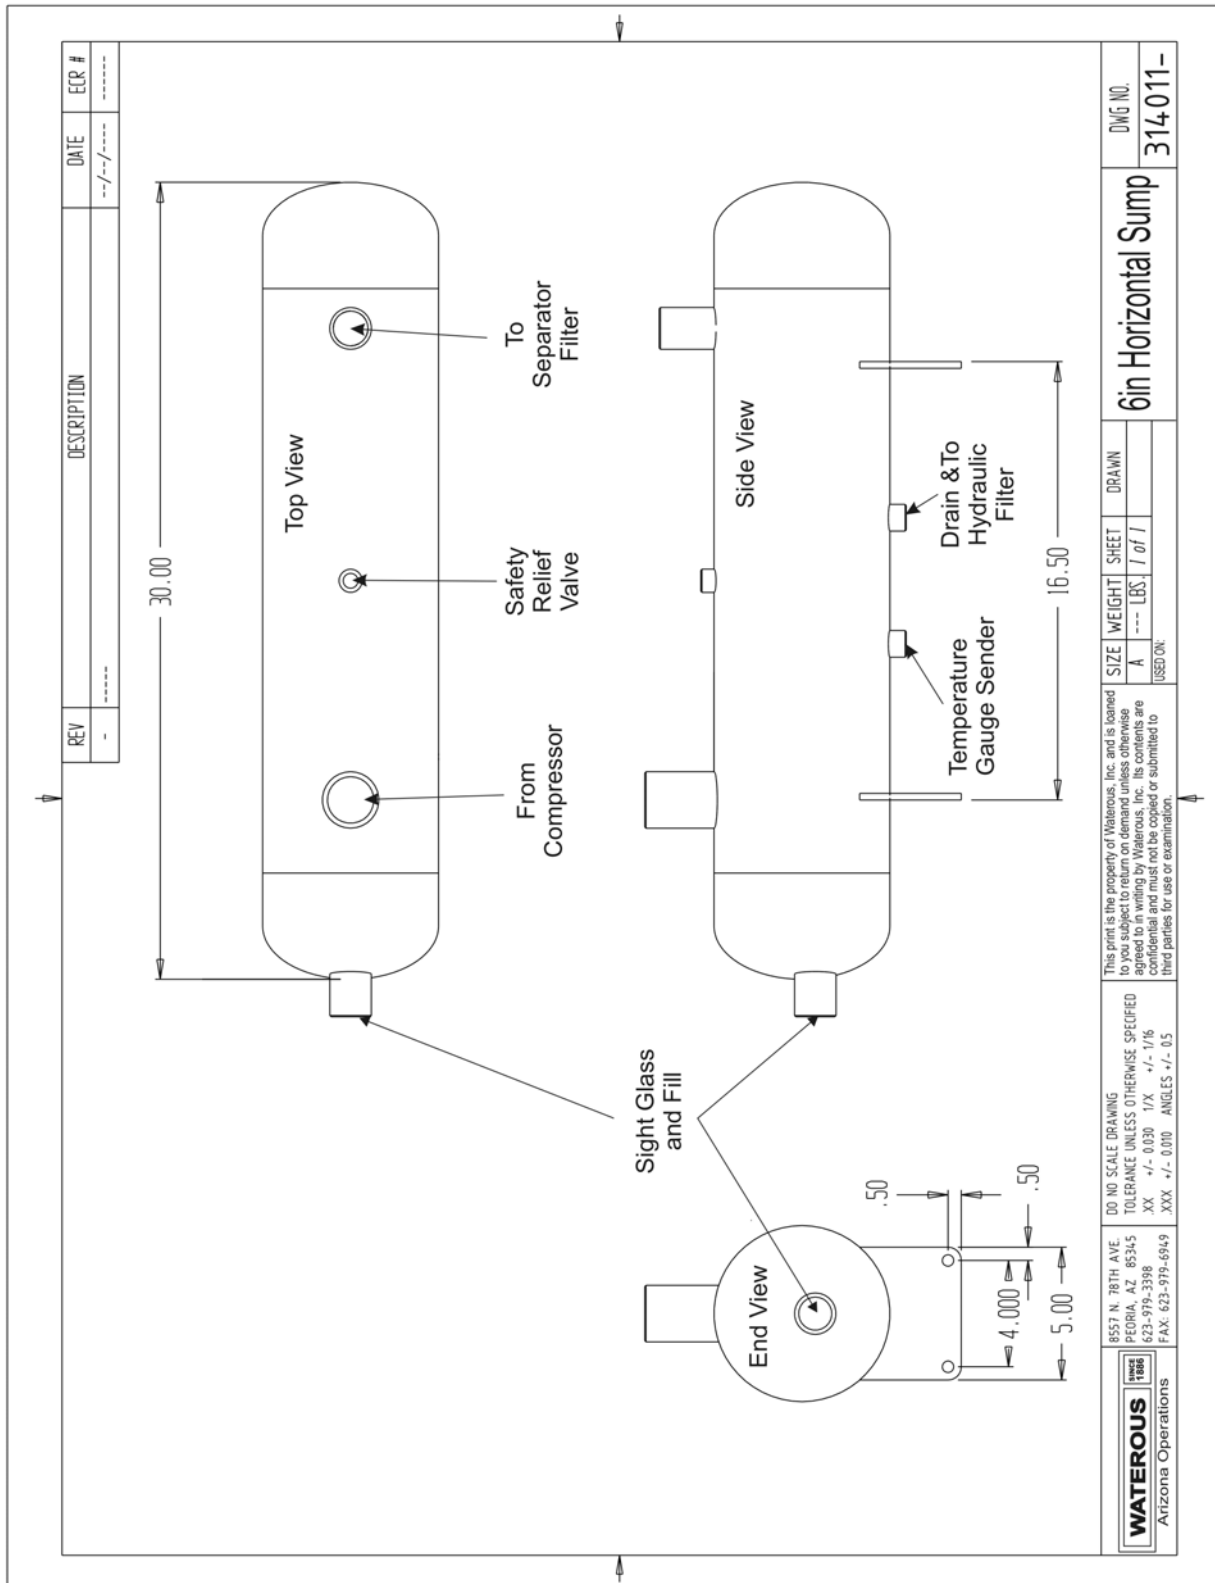 REV
DESCRIPTION
DATE
ECR #
-
-----
--/--/----
------
30.00
Top View
From
Compressor
Safety
Relief
Valve
To
Separator
Filter
Sight Glass
and Fill
End View
Side View
Temperature
Gauge Sender
Drain &To
Hydraulic
Filter
16.50
.50
.50
4.000
5.00
WATEROUS
SINCE
1886
Arizona Operations
8557 N. 78TH AVE.
PEORIA, AZ 85345
623-979-3398
FAX: 623-979-6949
DO NO SCALE DRAWING
TOLERANCE UNLESS OTHERWISE SPECIFIED
.XX +/- 0.030 1/X +/- 1/16
.XXX +/- 0.010 ANGLES +/- 0.5
This print is the property of Waterous, Inc. and is loaned
to you subject to return on demand unless otherwise
agreed to in writing by Waterous, Inc. Its contents are
confidential and must not be copied or submitted to
third parties for use or examination.
SIZE
A
WEIGHT
--- LBS.
SHEET
1 of 1
DRAWN
USED ON:
6in Horizontal Sump
DWG NO.
314011-